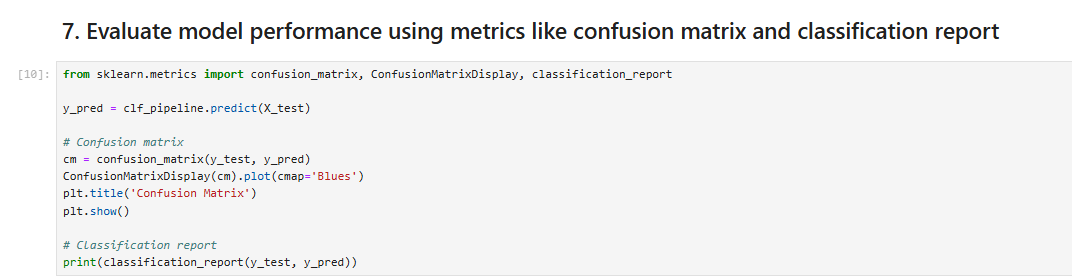 7. Evaluate model performance using metrics like confusion matrix and classification report
[10]:
from sklearn.metrics import confusion_matrix, ConfusionMatrixDisplay, classification_report
y_pred = clf_pipeline.predict(X_test)
# Confusion matrix
cm = confusion_matrix(y_test, y_pred)
ConfusionMatrixDisplay(cm).plot(cmap='Blues')
plt.title('Confusion Matrix')
plt.show()
# Classification report
print(classification_report(y_test, y_pred))